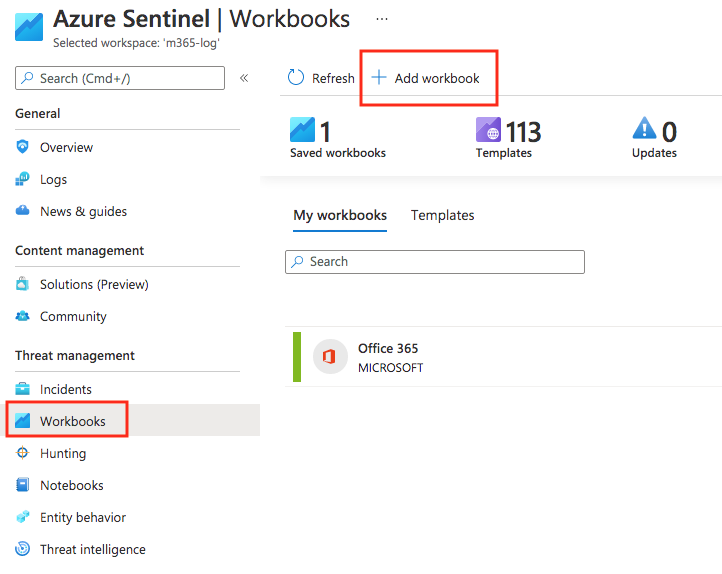 Azure Sentinel | Workbooks ...
Selected workspace: 'm365-log'
Search (Cmd+/)
«
General
Overview
Logs
News & guides
Content management
Solutions (Preview)
Community
Threat management
Incidents
Workbooks
Hunting
Notebooks
Entity behavior
Threat intelligence
Refresh
Add workbook
1
Saved workbooks
113
Templates
0
Updates
My workbooks
Templates
Search
Office 365
MICROSOFT